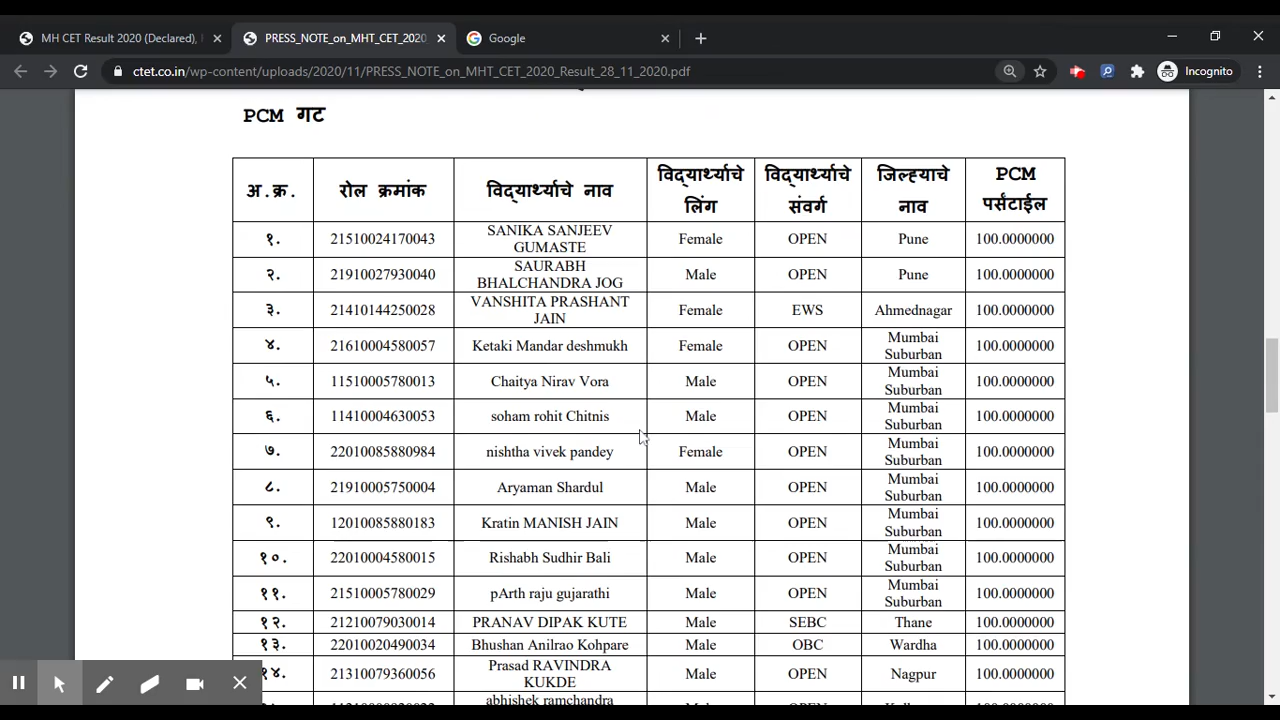 MH CET Result 2020 (Declared),
PRESS_NOTE_on_MHT_CET_2020
Google
ctet.co.in/wp-content/uploads/2020/11/PRESS_NOTE_on_MHT_CET_2020_Result_28_11_2020.pdf
Incognito
PCM गट
अ.क्र. रोल क्रमांक विद्यार्थ्याचे नाव विद्यार्थ्याचे लिंग विद्यार्थ्याचे संवर्ग जिल्ह्याचे नाव PCM पर्संटाईल
१. 21510024170043 SANIKA SANJEEV GUMASTE Female OPEN Pune 100.0000000
२. 21910027930040 SAURABH BHALCHANDRA JOG Male OPEN Pune 100.0000000
३. 21410144250028 VANSHITA PRASHANT JAIN Female EWS Ahmednagar 100.0000000
४. 21610004580057 Ketaki Mandar deshmukh Female OPEN Mumbai Suburban 100.0000000
५. 11510005780013 Chaitya Nirav Vora Male OPEN Mumbai Suburban 100.0000000
६. 11410004630053 soham rohit Chitnis Male OPEN Mumbai Suburban 100.0000000
७. 22010085880984 nishtha vivek pandey Female OPEN Mumbai Suburban 100.0000000
८. 21910005750004 Aryaman Shardul Male OPEN Mumbai Suburban 100.0000000
९. 12010085880183 Kratin MANISH JAIN Male OPEN Mumbai Suburban 100.0000000
१०. 22010004580015 Rishabh Sudhir Bali Male OPEN Mumbai Suburban 100.0000000
११. 21510005780029 pArth raju gujarathi Male OPEN Mumbai Suburban 100.0000000
१२. 21210079030014 PRANAV DIPAK KUTE Male SEBC Thane 100.0000000
१३. 22010020490034 Bhushan Anilrao Kohpare Male OBC Wardha 100.0000000
१४. 21310079360056 Prasad RAVINDRA KUKDE Male OPEN Nagpur 100.0000000
abhishek ramchandra